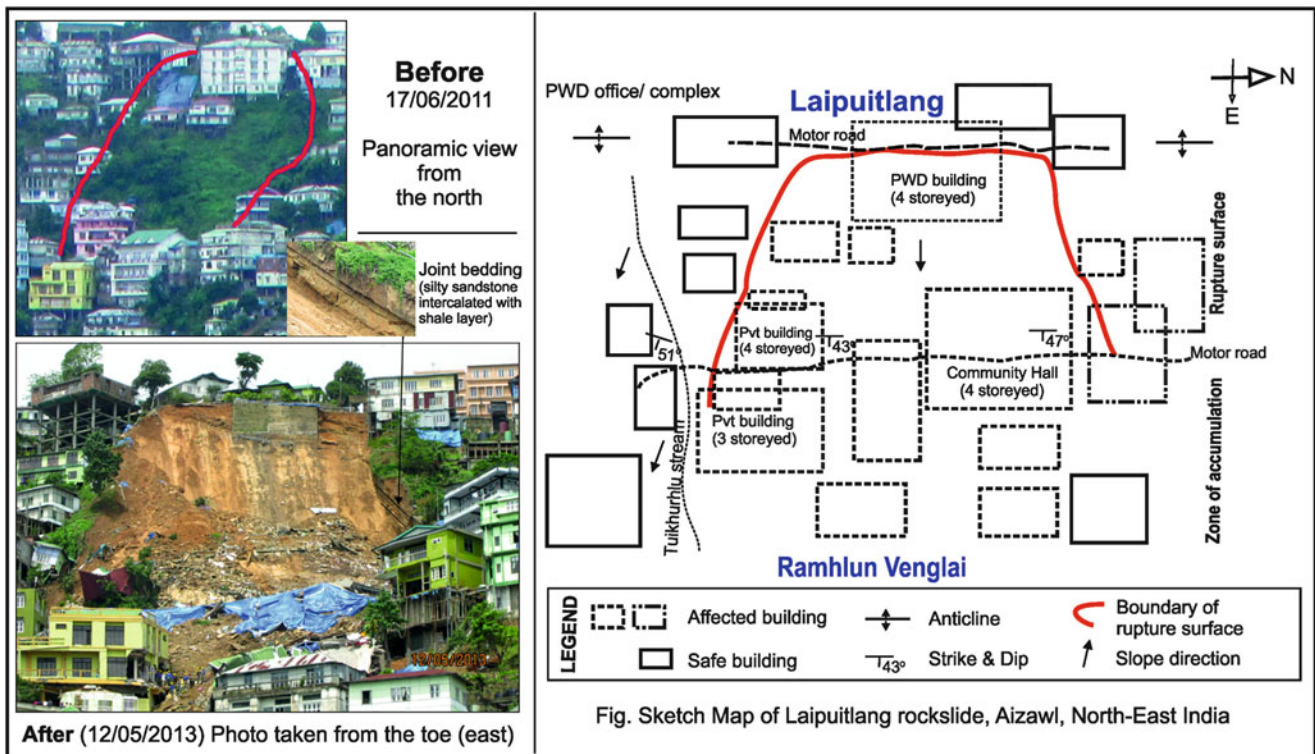 Before
17/06/2011
Panoramic view
from
the north
Joint bedding
(silty sandstone
intercalated with
shale layer)
12/05/2013
After (12/05/2013) Photo taken from the toe (east)
PWD office/ complex
Laipuitlang
N
E
Motor road
PWD building
(4 storeyed)
Rupture surface
Pvt building
(4 storeyed)
51º
43º
47º
Motor road
Community Hall
(4 storeyed)
Pvt building
(3 storeyed)
Tuikhurhlu stream
Zone of accumulation
Ramhlun Venglai
LEGEND
Affected building
Anticline
Boundary of
rupture surface
Safe building
43º
Strike & Dip
Slope direction
Fig. Sketch Map of Laipuitlang rockslide, Aizawl, North-East India